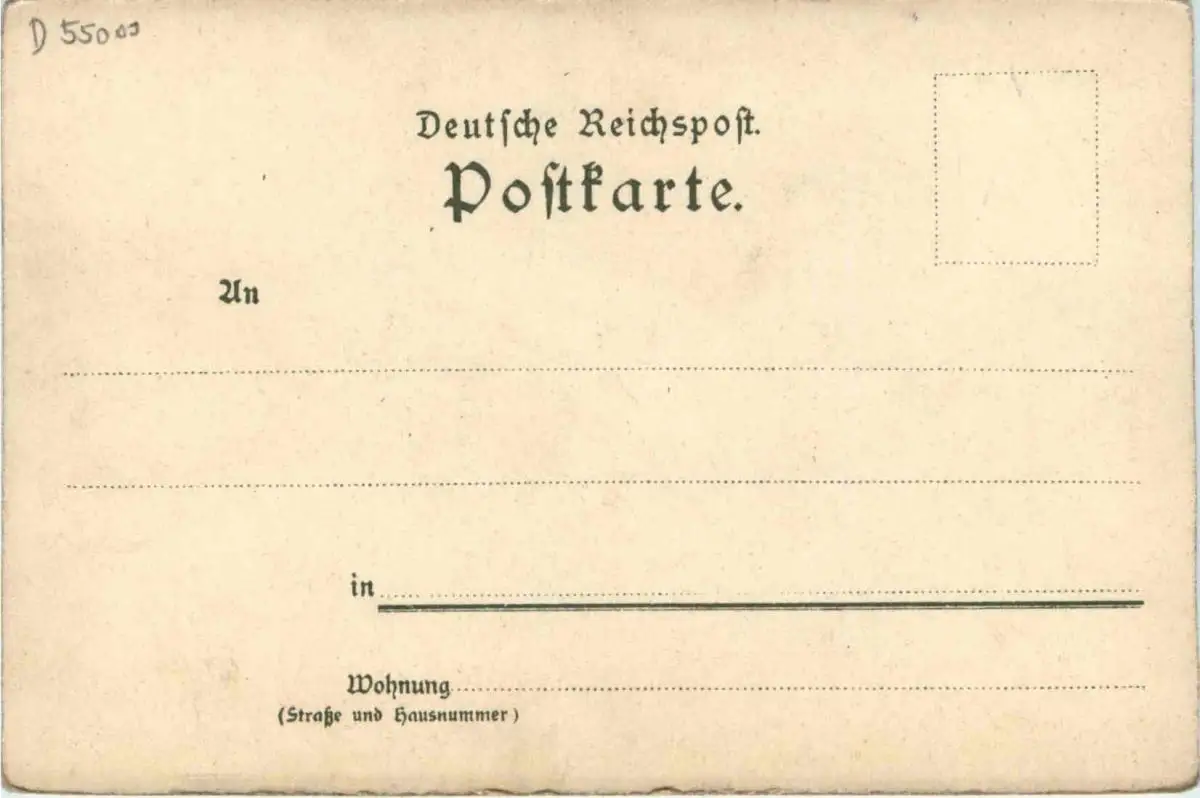 D 55000
Deutſche Reichspoſt.
Poſtkarte.
An
in
Wohnung
(Straße und Hausnummer)